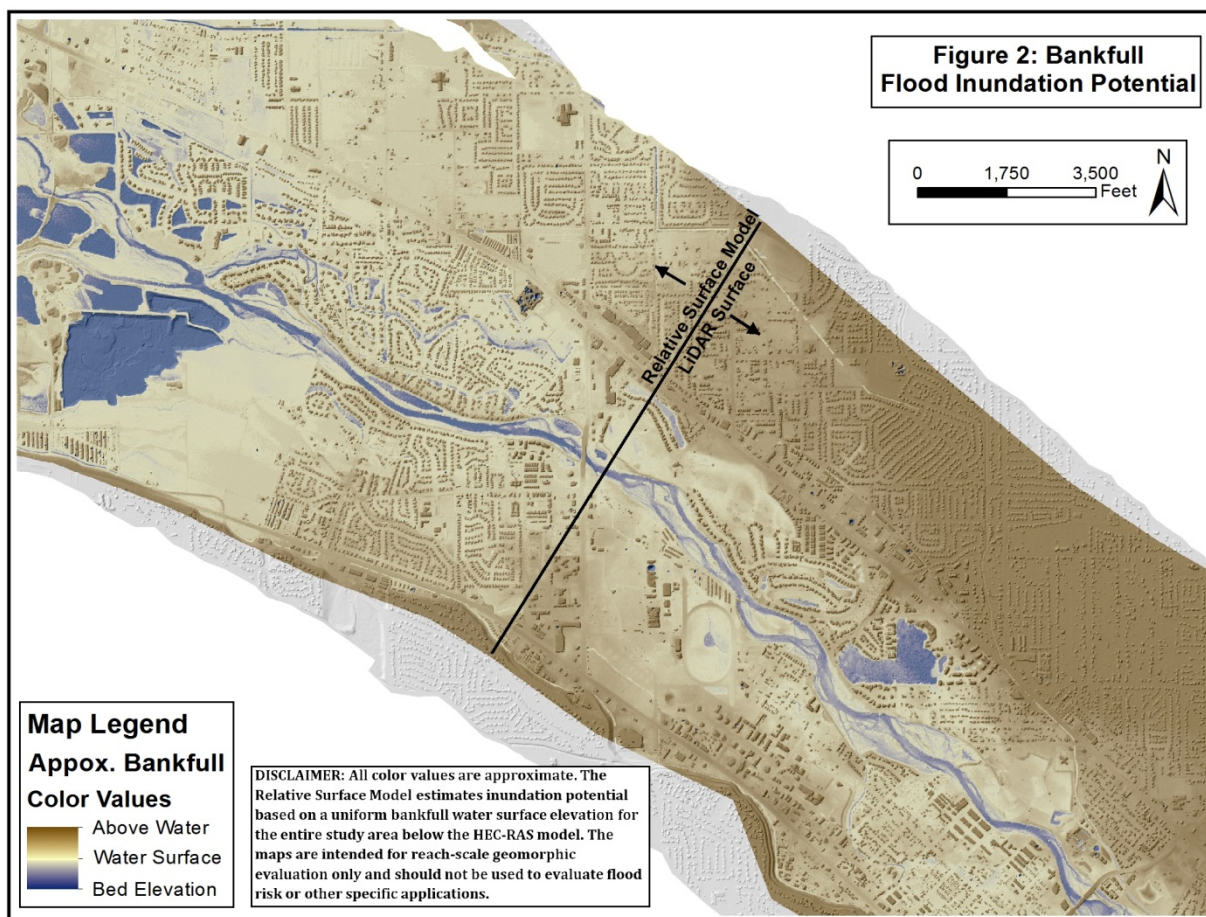 Figure 2: Bankfull
Flood Inundation Potential
0 1,750 3,500
Feet
N
Relative Surface Model
LiDAR Surface
Map Legend
Appox. Bankfull
Color Values
Above Water
Water Surface
Bed Elevation
DISCLAIMER: All color values are approximate. The
Relative Surface Model estimates inundation potential
based on a uniform bankfull water surface elevation for
the entire study area below the HEC-RAS model. The
maps are intended for reach-scale geomorphic
evaluation only and should not be used to evaluate flood
risk or other specific applications.